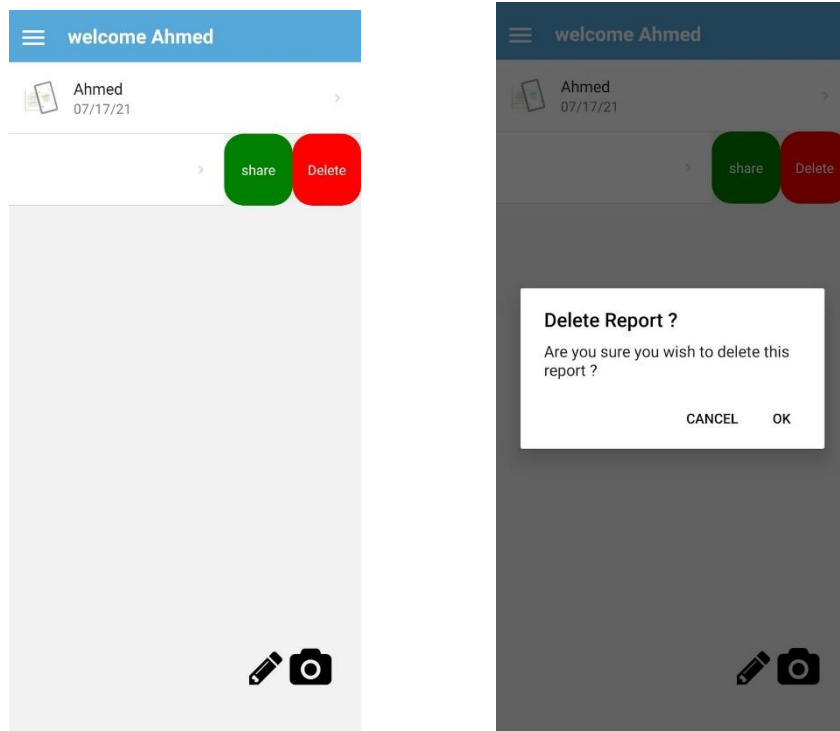 welcome Ahmed
Ahmed
07/17/21
share Delete
welcome Ahmed
Ahmed
07/17/21
share Delete
Delete Report ?
Are you sure you wish to delete this
report ?
CANCEL OK